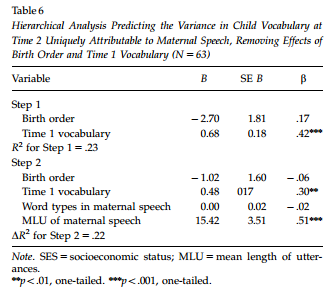 Table 6
Hierarchical Analysis Predicting the Variance in Child Vocabulary at
Time 2 Uniquely Attributable to Maternal Speech, Removing Effects of
Birth Order and Time 1 Vocabulary (N = 63)
Variable B SE B β
Step 1
Birth order − 2.70 1.81 .17
Time 1 vocabulary 0.68 0.18 .42***
R² for Step 1 = .23
Step 2
Birth order − 1.02 1.60 − .06
Time 1 vocabulary 0.48 017 .30**
Word types in maternal speech 0.00 0.02 − .02
MLU of maternal speech 15.42 3.51 .51***
ΔR² for Step 2 = .22
Note. SES = socioeconomic status; MLU = mean length of utter-
ances.
**p < .01, one-tailed. ***p < .001, one-tailed.